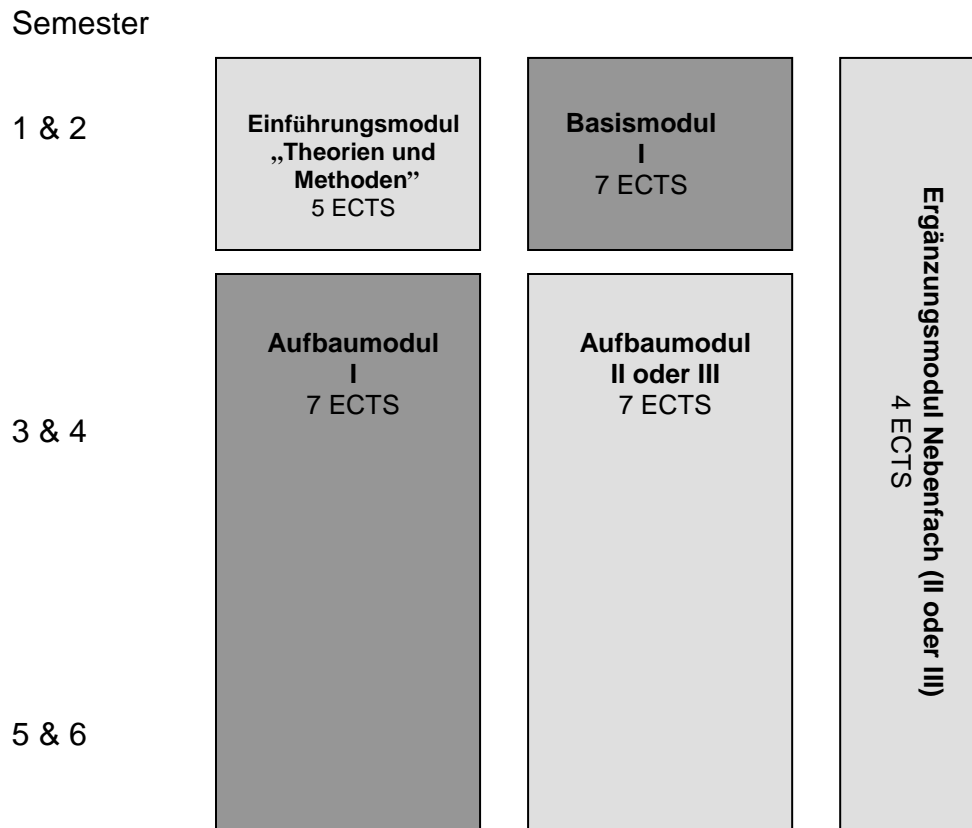 Semester
1 & 2
Einführungsmodul
„Theorien und
Methoden”
5 ECTS
Basismodul
I
7 ECTS
Aufbaumodul
I
7 ECTS
Aufbaumodul
II oder III
7 ECTS
3 & 4
5 & 6
Ergänzungsmodul Nebenfach (II oder III)
4 ECTS